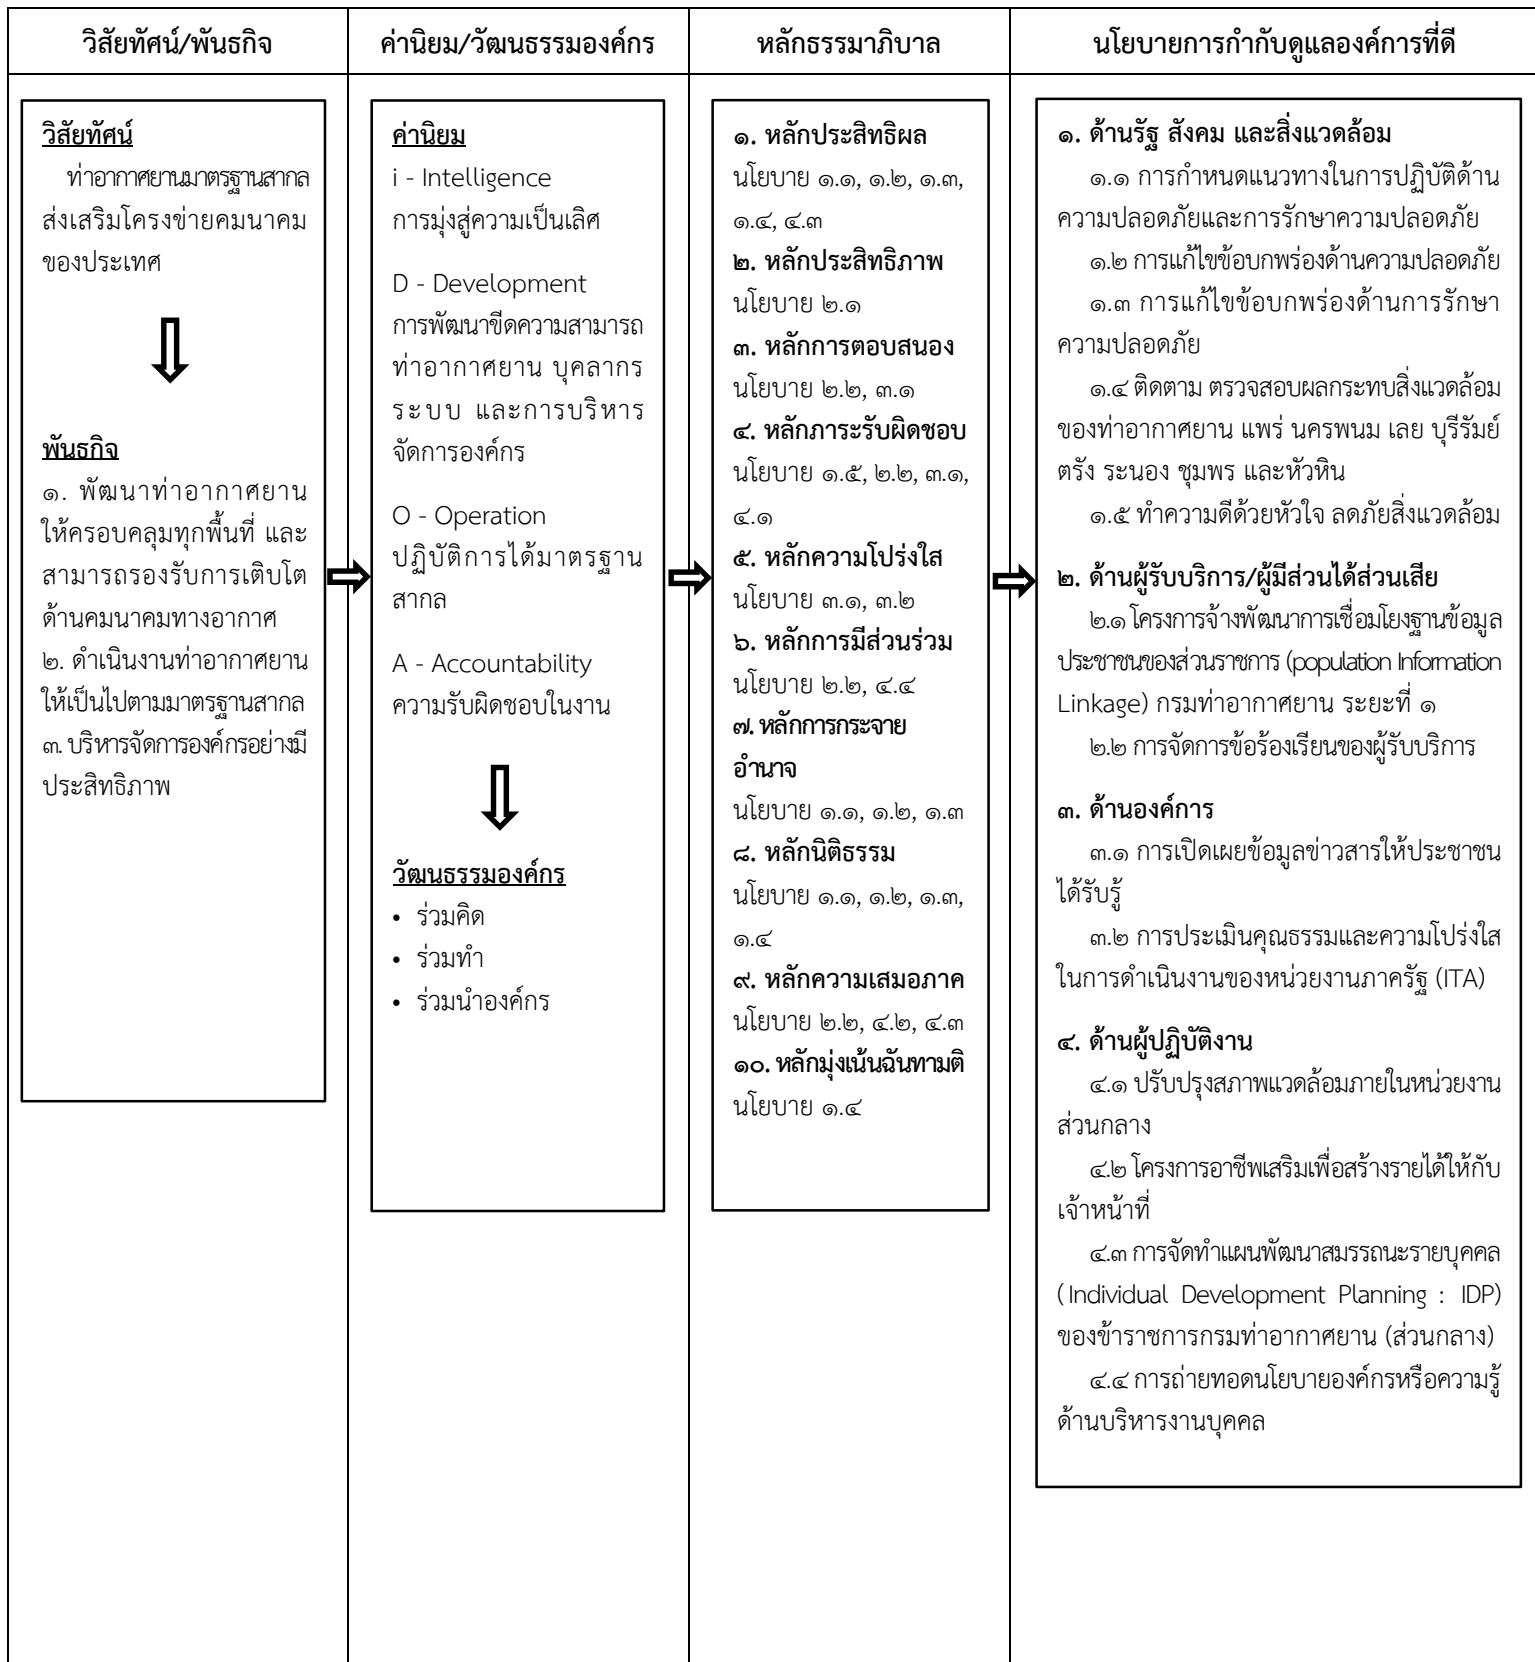 วิสัยทัศน์/พันธกิจ
ค่านิยม/วัฒนธรรมองค์กร
หลักธรรมาภิบาล
นโยบายการกำกับดูแลองค์การที่ดี
วิสัยทัศน์
ท่าอากาศยานมาตรฐานสากล
ส่งเสริมโครงข่ายคมนาคม
ของประเทศ
พันธกิจ
๑. พัฒนาท่าอากาศยาน
ให้ครอบคลุมทุกพื้นที่ และ
สามารถรองรับการเติบโต
ด้านคมนาคมทางอากาศ
๒. ดำเนินงานท่าอากาศยาน
ให้เป็นไปตามมาตรฐานสากล
๓. บริหารจัดการองค์กรอย่างมี
ประสิทธิภาพ
ค่านิยม
i - Intelligence
การมุ่งสู่ความเป็นเลิศ
D - Development
การพัฒนาขีดความสามารถ
ท่าอากาศยาน บุคลากร
ระบบ และการบริหาร
จัดการองค์กร
O - Operation
ปฏิบัติการได้มาตรฐาน
สากล
A - Accountability
ความรับผิดชอบในงาน
วัฒนธรรมองค์กร
• ร่วมคิด
• ร่วมทำ
• ร่วมนำองค์กร
๑. หลักประสิทธิผล
นโยบาย ๑.๑, ๑.๒, ๑.๓,
๑.๔, ๔.๓
๒. หลักประสิทธิภาพ
นโยบาย ๒.๑
๓. หลักการตอบสนอง
นโยบาย ๒.๒, ๓.๑
๔. หลักภาระรับผิดชอบ
นโยบาย ๑.๕, ๒.๒, ๓.๑,
๔.๑
๕. หลักความโปร่งใส
นโยบาย ๓.๑, ๓.๒
๖. หลักการมีส่วนร่วม
นโยบาย ๒.๒, ๔.๔
๗. หลักการกระจาย
อำนาจ
นโยบาย ๑.๑, ๑.๒, ๑.๓
๘. หลักนิติธรรม
นโยบาย ๑.๑, ๑.๒, ๑.๓,
๑.๔
๙. หลักความเสมอภาค
นโยบาย ๒.๒, ๔.๒, ๔.๓
๑๐. หลักมุ่งเน้นฉันทามติ
นโยบาย ๑.๔
๑. ด้านรัฐ สังคม และสิ่งแวดล้อม
๑.๑ การกำหนดแนวทางในการปฏิบัติด้าน
ความปลอดภัยและการรักษาความปลอดภัย
๑.๒ การแก้ไขข้อบกพร่องด้านความปลอดภัย
๑.๓ การแก้ไขข้อบกพร่องด้านการรักษา
ความปลอดภัย
๑.๔ ติดตาม ตรวจสอบผลกระทบสิ่งแวดล้อม
ของท่าอากาศยาน แพร่ นครพนม เลย บุรีรัมย์
ตรัง ระนอง ชุมพร และหัวหิน
๑.๕ ทำความดีด้วยหัวใจ ลดภัยสิ่งแวดล้อม
๒. ด้านผู้รับบริการ/ผู้มีส่วนได้ส่วนเสีย
๒.๑ โครงการจ้างพัฒนาการเชื่อมโยงฐานข้อมูล
ประชาชนของส่วนราชการ (population Information
Linkage) กรมท่าอากาศยาน ระยะที่ ๑
๒.๒ การจัดการข้อร้องเรียนของผู้รับบริการ
๓. ด้านองค์การ
๓.๑ การเปิดเผยข้อมูลข่าวสารให้ประชาชน
ได้รับรู้
๓.๒ การประเมินคุณธรรมและความโปร่งใส
ในการดำเนินงานของหน่วยงานภาครัฐ (ITA)
๔. ด้านผู้ปฏิบัติงาน
๔.๑ ปรับปรุงสภาพแวดล้อมภายในหน่วยงาน
ส่วนกลาง
๔.๒ โครงการอาชีพเสริมเพื่อสร้างรายได้ให้กับ
เจ้าหน้าที่
๔.๓ การจัดทำแผนพัฒนาสมรรถนะรายบุคคล
(Individual Development Planning : IDP)
ของข้าราชการกรมท่าอากาศยาน (ส่วนกลาง)
๔.๔ การถ่ายทอดนโยบายองค์กรหรือความรู้
ด้านบริหารงานบุคคล